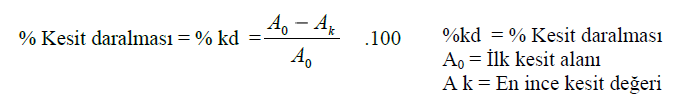 % Kesit daralması = % kd = (A₀ − Aₖ) / A₀ .100
%kd = % Kesit daralması
A₀ = İlk kesit alanı
A k = En ince kesit değeri